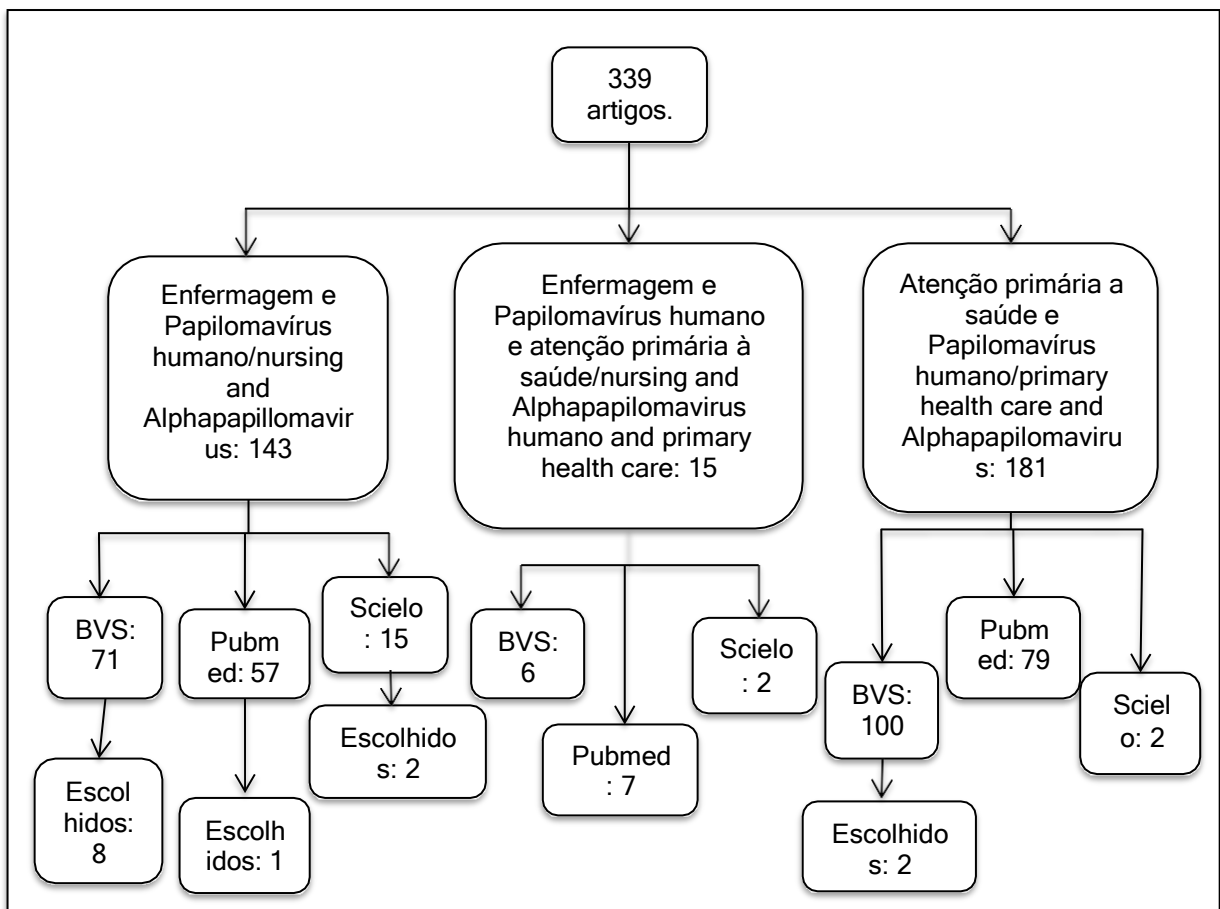 339
artigos.
Enfermagem e
Papilomavírus
humano/nursing
and
Alphapapillomavir
us: 143
Enfermagem e
Papilomavírus humano
e atenção primária à
saúde/nursing and
Alphapapilomavirus
humano and primary
health care: 15
Atenção primária a
saúde e
Papilomavírus
humano/primary
health care and
Alphapapilomaviru
s: 181
BVS:
71
Pubm
ed: 57
Scielo
: 15
BVS:
6
Pubmed
: 7
Scielo
: 2
BVS:
100
Pubm
ed: 79
Sciel
o: 2
Escol
hidos:
8
Escolh
idos: 1
Escolhido
s: 2
Escolhido
s: 2